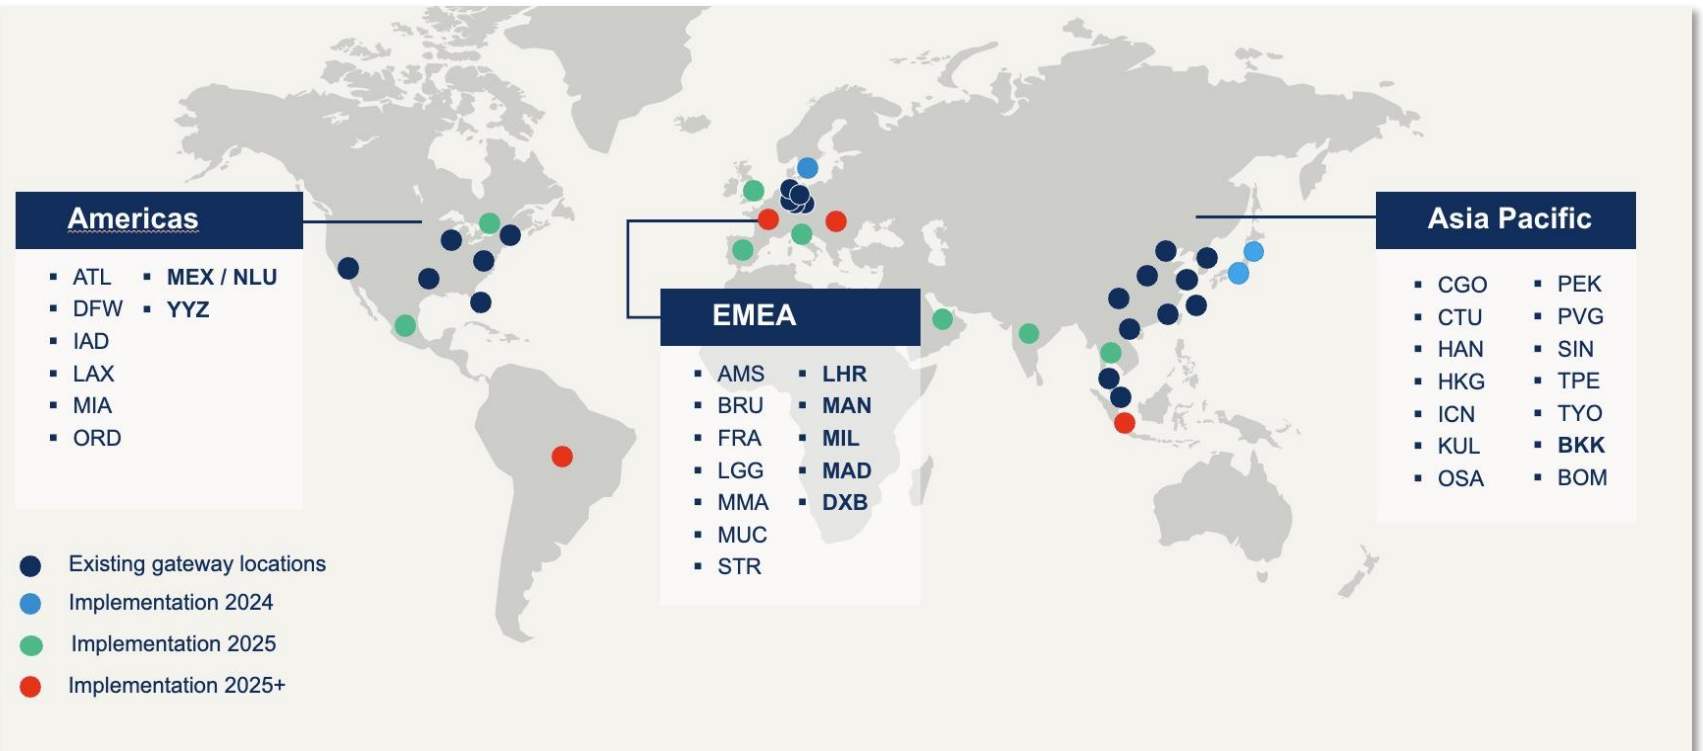 Americas
▪ ATL
▪ DFW
▪ IAD
▪ LAX
▪ MIA
▪ ORD
▪ MEX / NLU
▪ YYZ
EMEA
▪ AMS
▪ BRU
▪ FRA
▪ LGG
▪ MMA
▪ MUC
▪ STR
▪ LHR
▪ MAN
▪ MIL
▪ MAD
▪ DXB
Asia Pacific
▪ CGO
▪ CTU
▪ HAN
▪ HKG
▪ ICN
▪ KUL
▪ OSA
▪ PEK
▪ PVG
▪ SIN
▪ TPE
▪ TYO
▪ BKK
▪ BOM
Existing gateway locations
Implementation 2024
Implementation 2025
Implementation 2025+